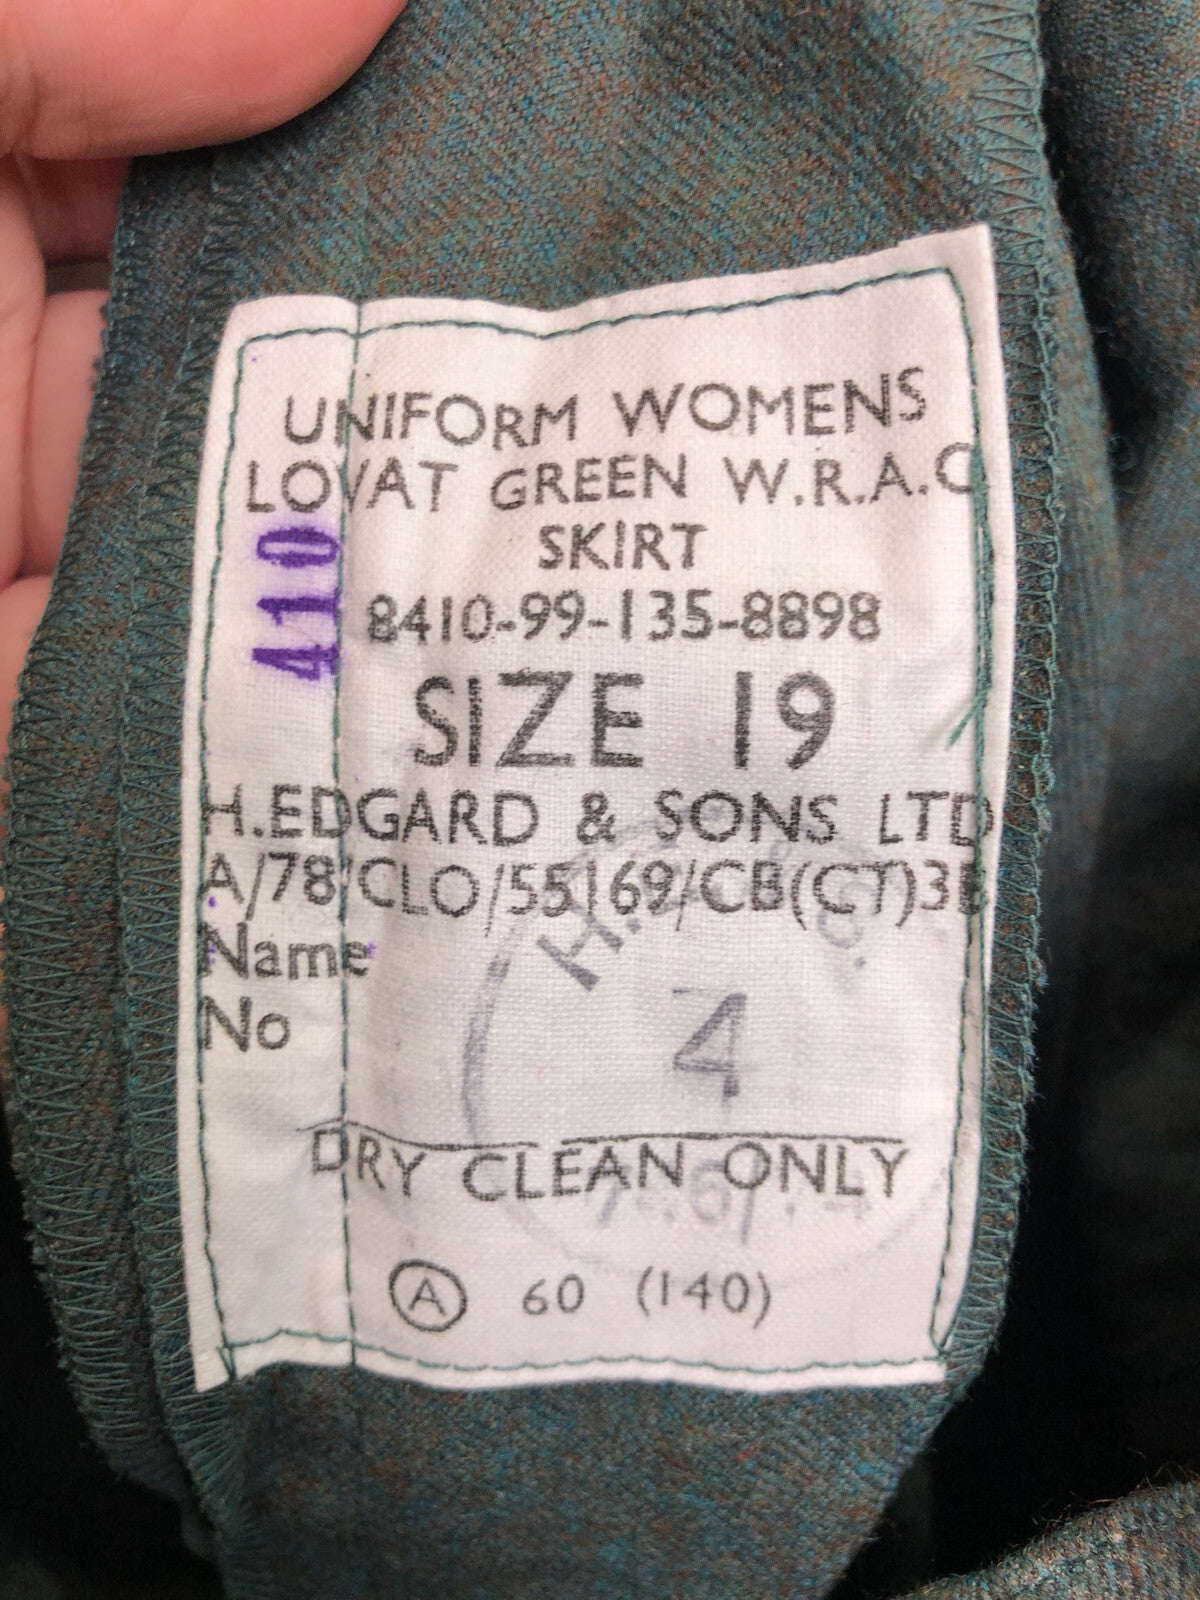 UNIFORM WOMENS
LOVAT GREEN W.R.A.C
SKIRT
410
8410-99-135-8898
SIZE 19
H.EDGARD & SONS LTD
A/78/CLO/55169/CB(CT)3B
Name
No
4
DRY CLEAN ONLY
A 60 (140)